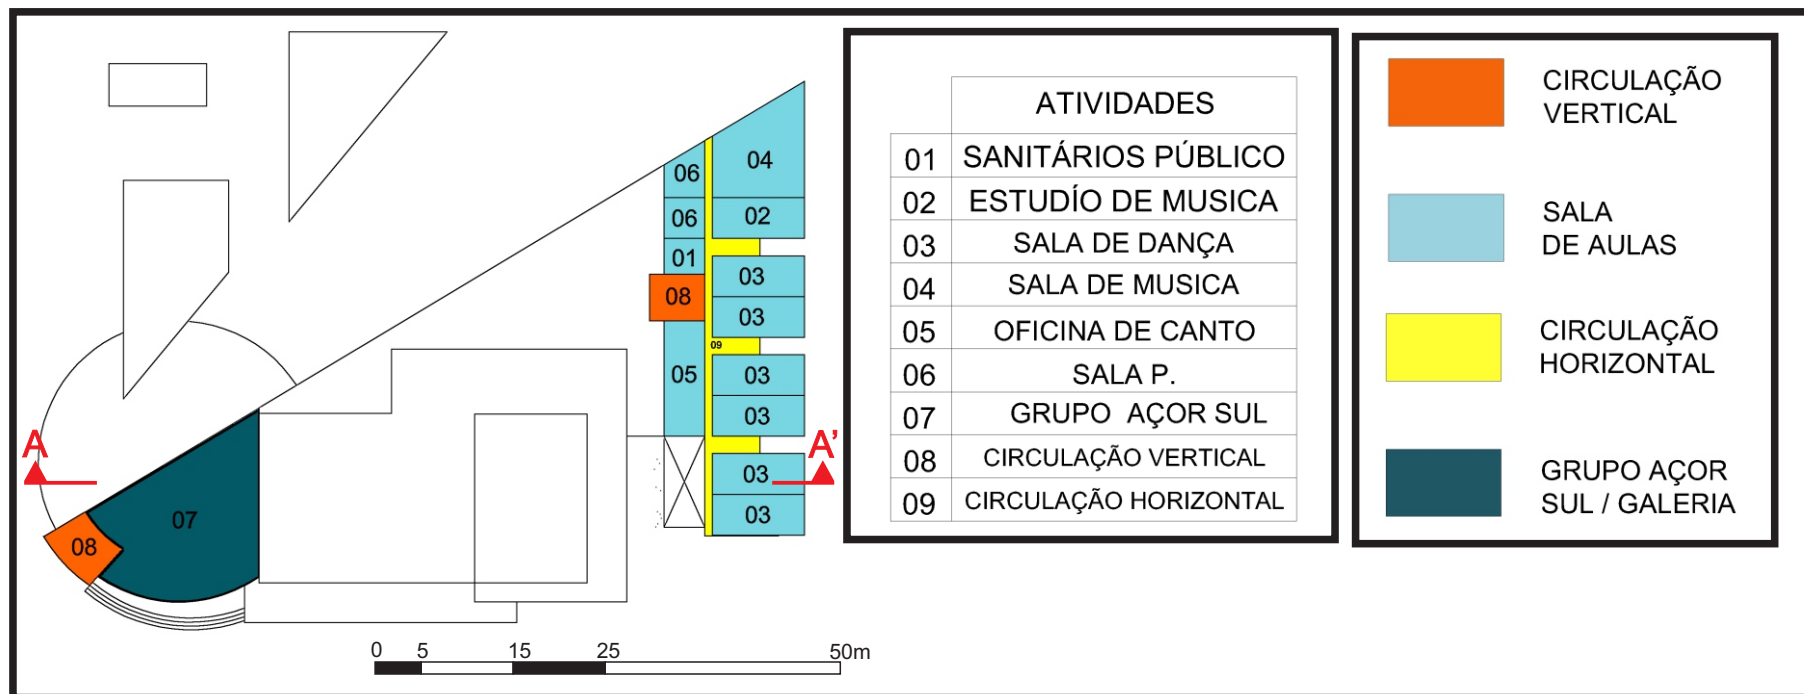 04
06
02
06
01
03
08
03
09
05
03
03
A
A'
03
07
03
08
0 5 15 25 50m
ATIVIDADES
01 SANITÁRIOS PÚBLICO
02 ESTUDÍO DE MUSICA
03 SALA DE DANÇA
04 SALA DE MUSICA
05 OFICINA DE CANTO
06 SALA P.
07 GRUPO AÇOR SUL
08 CIRCULAÇÃO VERTICAL
09 CIRCULAÇÃO HORIZONTAL
CIRCULAÇÃO
VERTICAL
SALA
DE AULAS
CIRCULAÇÃO
HORIZONTAL
GRUPO AÇOR
SUL / GALERIA